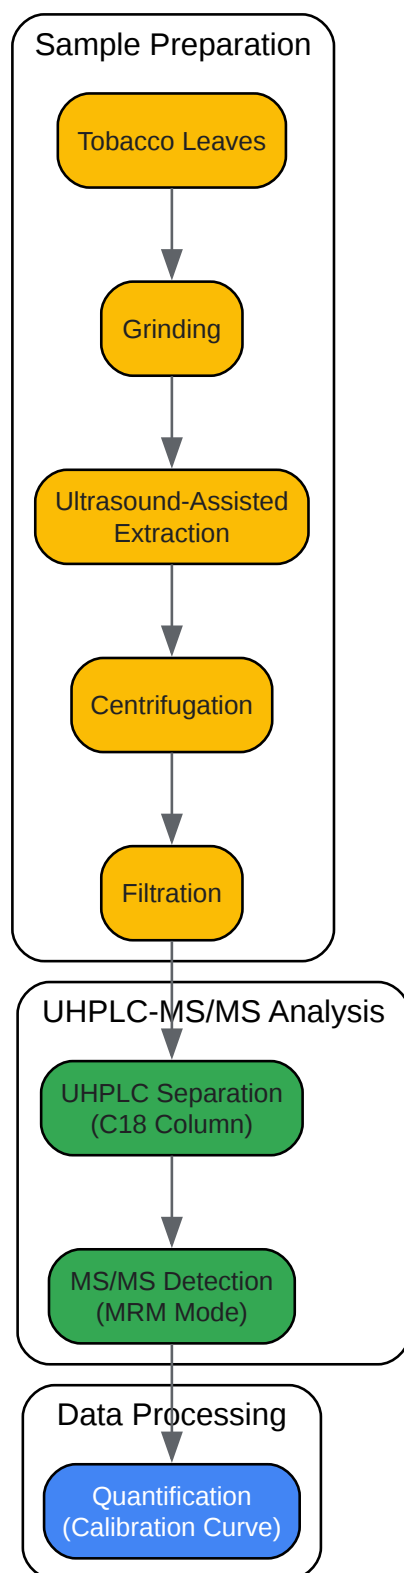 Sample Preparation
Tobacco Leaves
Grinding
Ultrasound-Assisted
Extraction
Centrifugation
Filtration
UHPLC-MS/MS Analysis
UHPLC Separation
(C18 Column)
MS/MS Detection
(MRM Mode)
Data Processing
Quantification
(Calibration Curve)